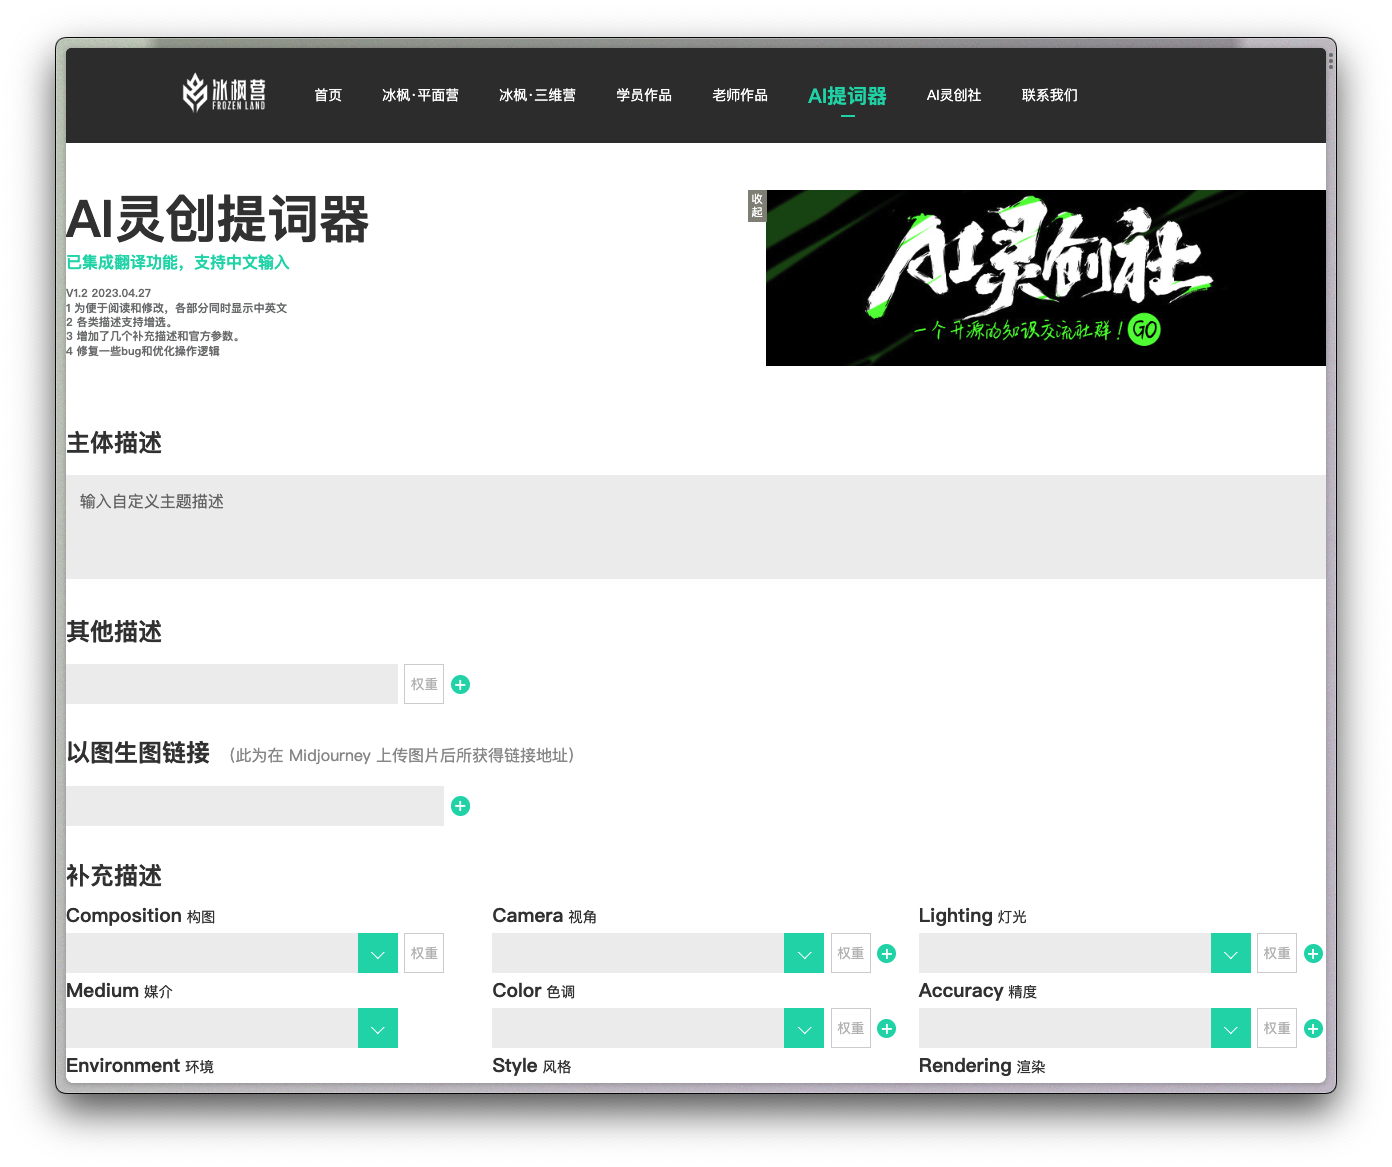 冰枫营
FROZEN LAND
首页
冰枫·平面营
冰枫·三维营
学员作品
老师作品
AI提词器
AI灵创社
联系我们
AI灵创提词器
已集成翻译功能，支持中文输入
V1.2 2023.04.27
1 为便于阅读和修改，各部分同时显示中英文
2 各类描述支持增选。
3 增加了几个补充描述和官方参数。
4 修复一些bug和优化操作逻辑
收起
AI灵创社
一个开源的知识交流社群！GO
主体描述
输入自定义主题描述
其他描述
权重
以图生图链接 （此为在 Midjourney 上传图片后所获得链接地址）
补充描述
Composition 构图
权重
Camera 视角
权重
Lighting 灯光
权重
Medium 媒介
Color 色调
权重
Accuracy 精度
权重
Environment 环境
Style 风格
Rendering 渲染